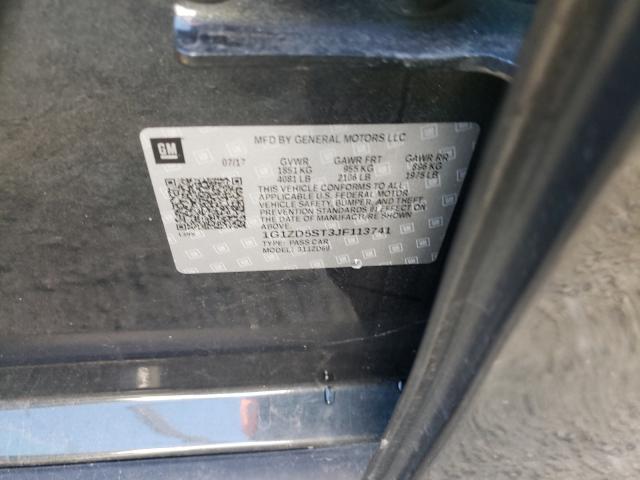 GM
MFD BY GENERAL MOTORS LLC
07/17 GVWR GAWR FRT GAWR RR
1851 KG 955 KG 896 KG
4081 LB 2106 LB 1975 LB
THIS VEHICLE CONFORMS TO ALL
APPLICABLE U.S. FEDERAL MOTOR
VEHICLE SAFETY, BUMPER, AND THEFT
PREVENTION STANDARDS IN EFFECT ON
THE DATE OF MANUFACTURE SHOWN
ABOVE.
1G1ZD5ST3JF113741
TYPE: PASS CAR
MODEL: 311ZD69